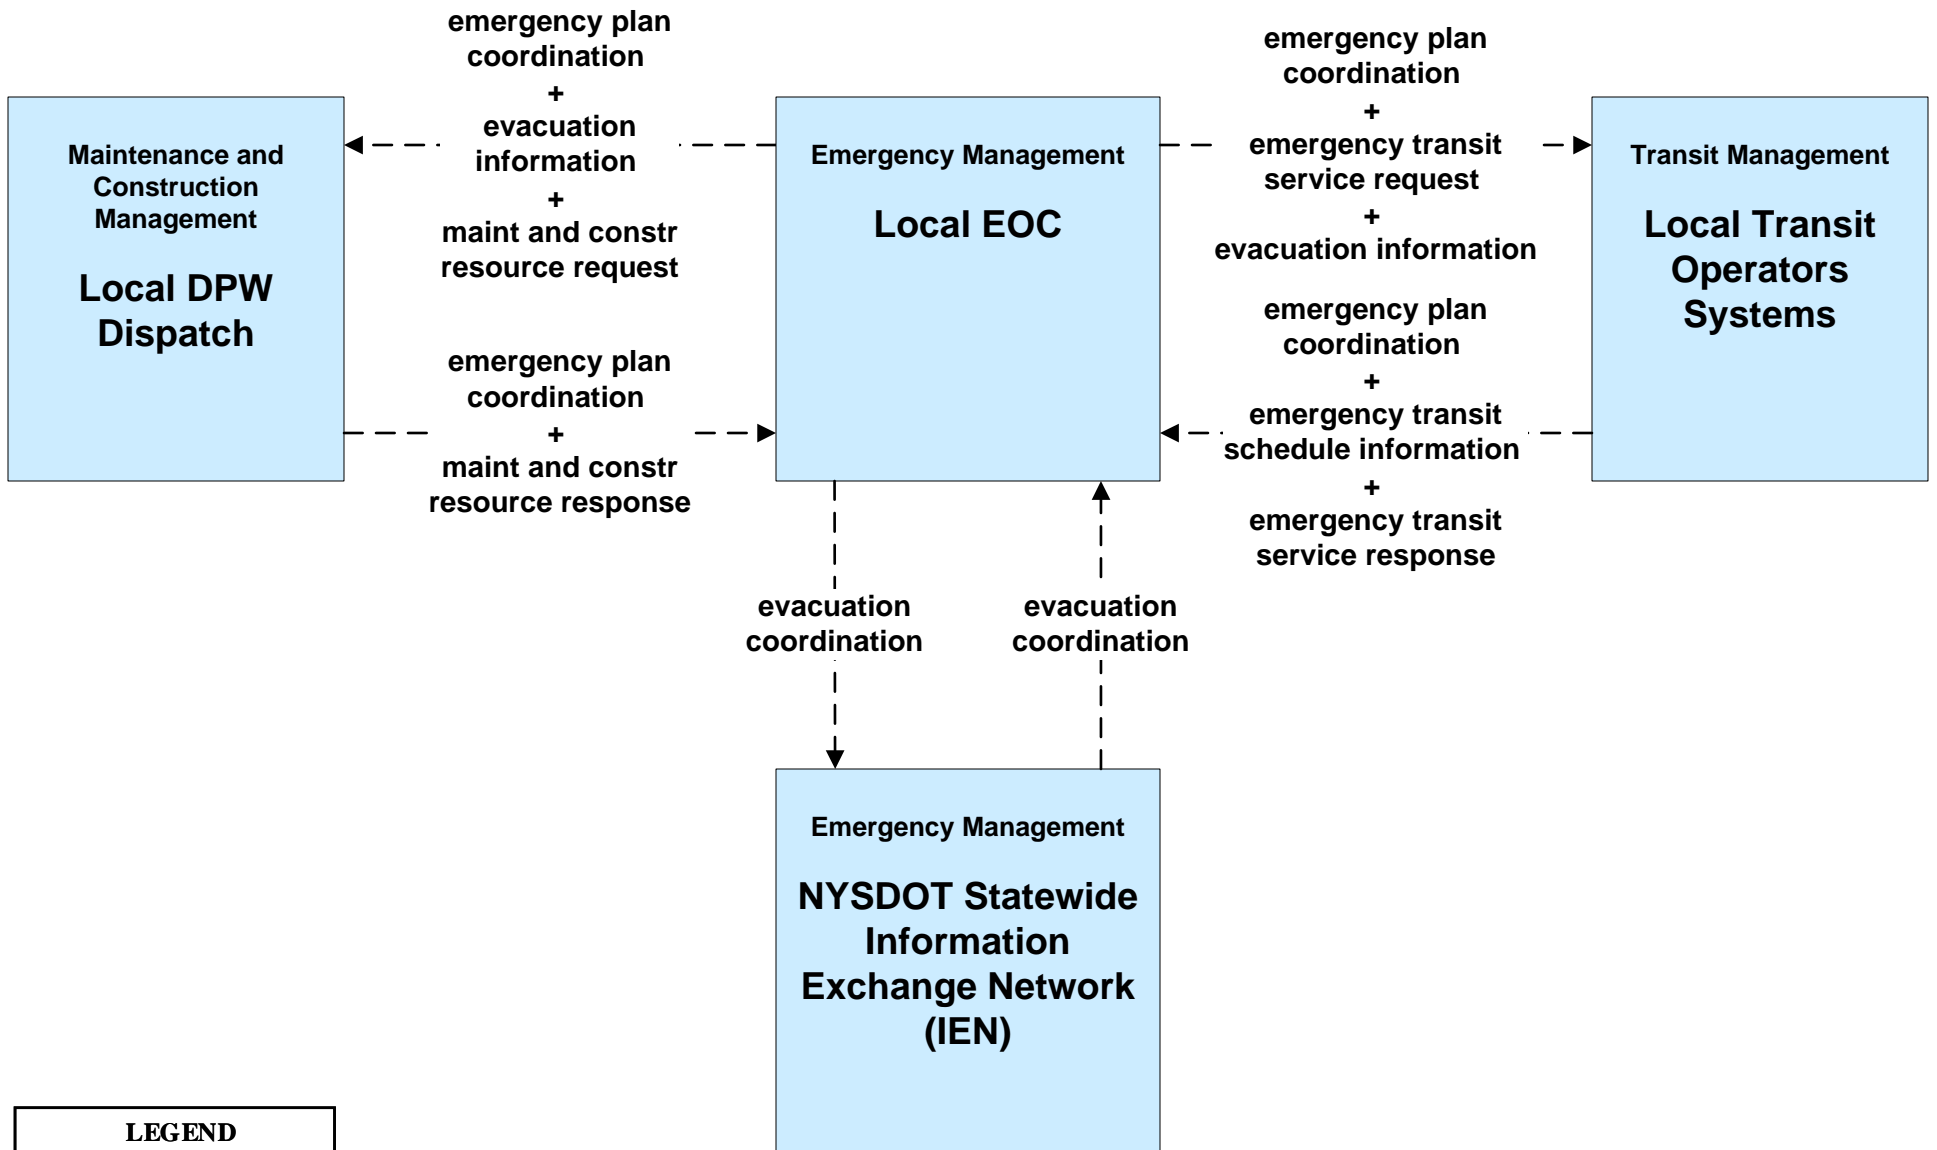 emergency plan
coordination
+
evacuation
information
+
maint and constr
resource request
emergency plan
coordination
+
emergency transit
service request
+
evacuation information
Maintenance and
Construction
Management
Local DPW
Dispatch
Emergency Management
Local EOC
Transit Management
Local Transit
Operators
Systems
emergency plan
coordination
+
maint and constr
resource response
emergency plan
coordination
+
emergency transit
schedule information
+
emergency transit
service response
evacuation
coordination
evacuation
coordination
Emergency Management
NYSDOT Statewide
Information
Exchange Network
(IEN)
LEGEND